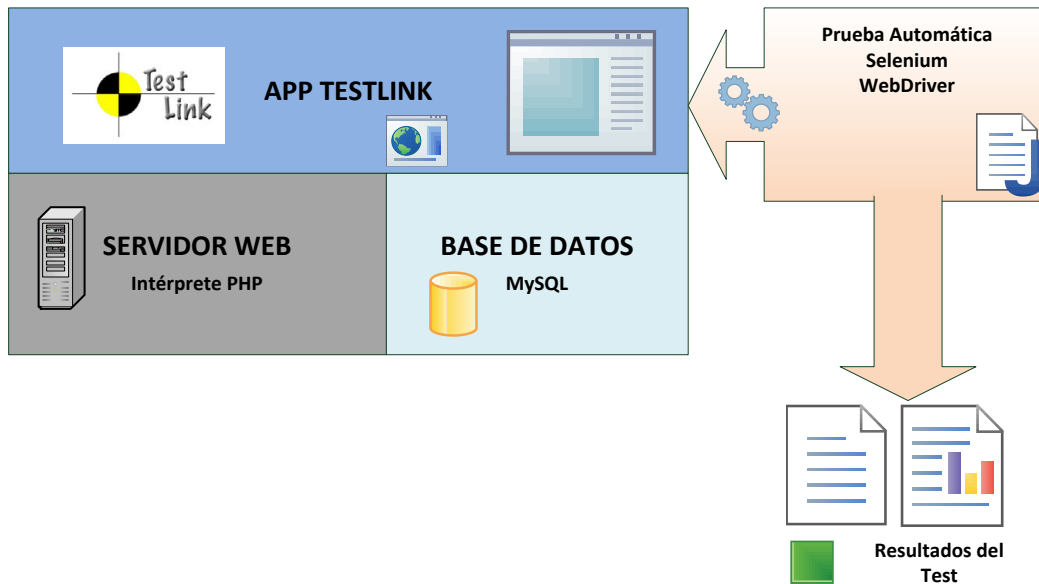 Test
Link
APP TESTLINK
SERVIDOR WEB
Intérprete PHP
BASE DE DATOS
MySQL
Prueba Automática
Selenium
WebDriver
J
Resultados del
Test